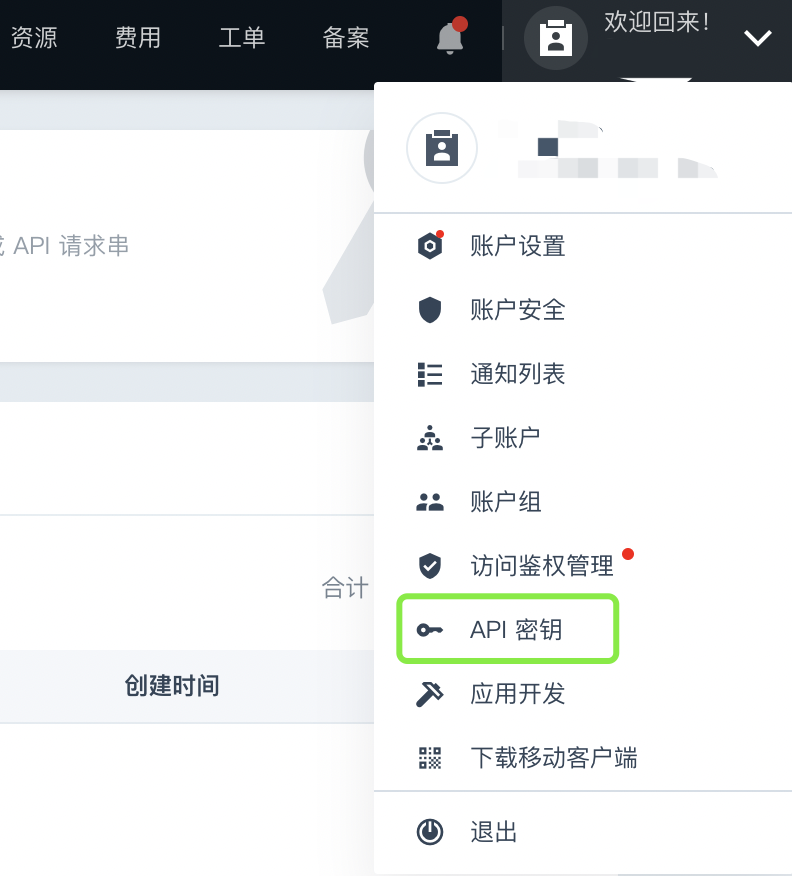 资源 费用 工单 备案 欢迎回来！
账户设置
API 请求串
账户安全
通知列表
子账户
账户组
访问鉴权管理
合计
API 密钥
创建时间
应用开发
下载移动客户端
退出